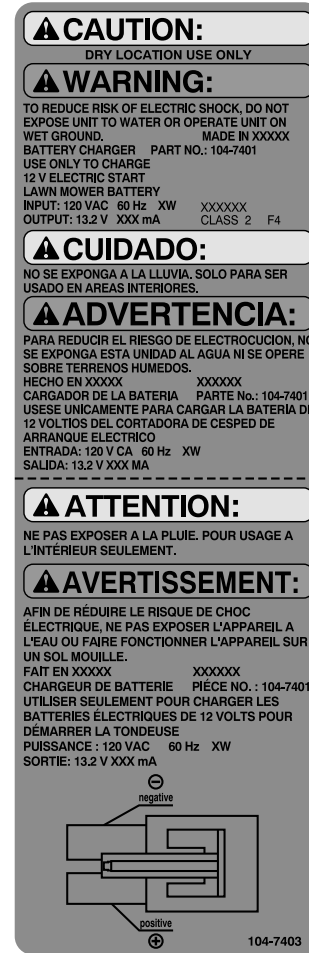 CAUTION:
DRY LOCATION USE ONLY
WARNING:
TO REDUCE RISK OF ELECTRIC SHOCK, DO NOT
EXPOSE UNIT TO WATER OR OPERATE UNIT ON
WET GROUND. MADE IN XXXXX
BATTERY CHARGER PART NO.: 104-7401
USE ONLY TO CHARGE
12 V ELECTRIC START
LAWN MOWER BATTERY
INPUT: 120 VAC 60 Hz XW XXXXXX
OUTPUT: 13.2 V XXX mA CLASS 2 F4
CUIDADO:
NO SE EXPONGA A LA LLUVIA. SOLO PARA SER
USADO EN AREAS INTERIORES.
ADVERTENCIA:
PARA REDUCIR EL RIESGO DE ELECTROCUCION, NO
SE EXPONGA ESTA UNIDAD AL AGUA NI SE OPERE
SOBRE TERRENOS HUMEDOS.
HECHO EN XXXXX XXXXXX
CARGADOR DE LA BATERIA PARTE No.: 104-7401
USESE UNICAMENTE PARA CARGAR LA BATERIA DE
12 VOLTIOS DEL CORTADORA DE CESPED DE
ARRANQUE ELECTRICO
ENTRADA: 120 V CA 60 Hz XW
SALIDA: 13.2 V XXX MA
ATTENTION:
NE PAS EXPOSER A LA PLUIE. POUR USAGE A
L'INTÉRIEUR SEULEMENT.
AVERTISSEMENT:
AFIN DE RÉDUIRE LE RISQUE DE CHOC
ÉLECTRIQUE, NE PAS EXPOSER L'APPAREIL A
L'EAU OU FAIRE FONCTIONNER L'APPAREIL SUR
UN SOL MOUILLE.
FAIT EN XXXXX XXXXXX
CHARGEUR DE BATTERIE PIÉCE NO. : 104-7401
UTILISER SEULEMENT POUR CHARGER LES
BATTERIES ÉLECTRIQUES DE 12 VOLTS POUR
DÉMARRER LA TONDEUSE
PUISSANCE : 120 VAC 60 Hz XW
SORTIE: 13.2 V XXX mA
negative
positive
104-7403